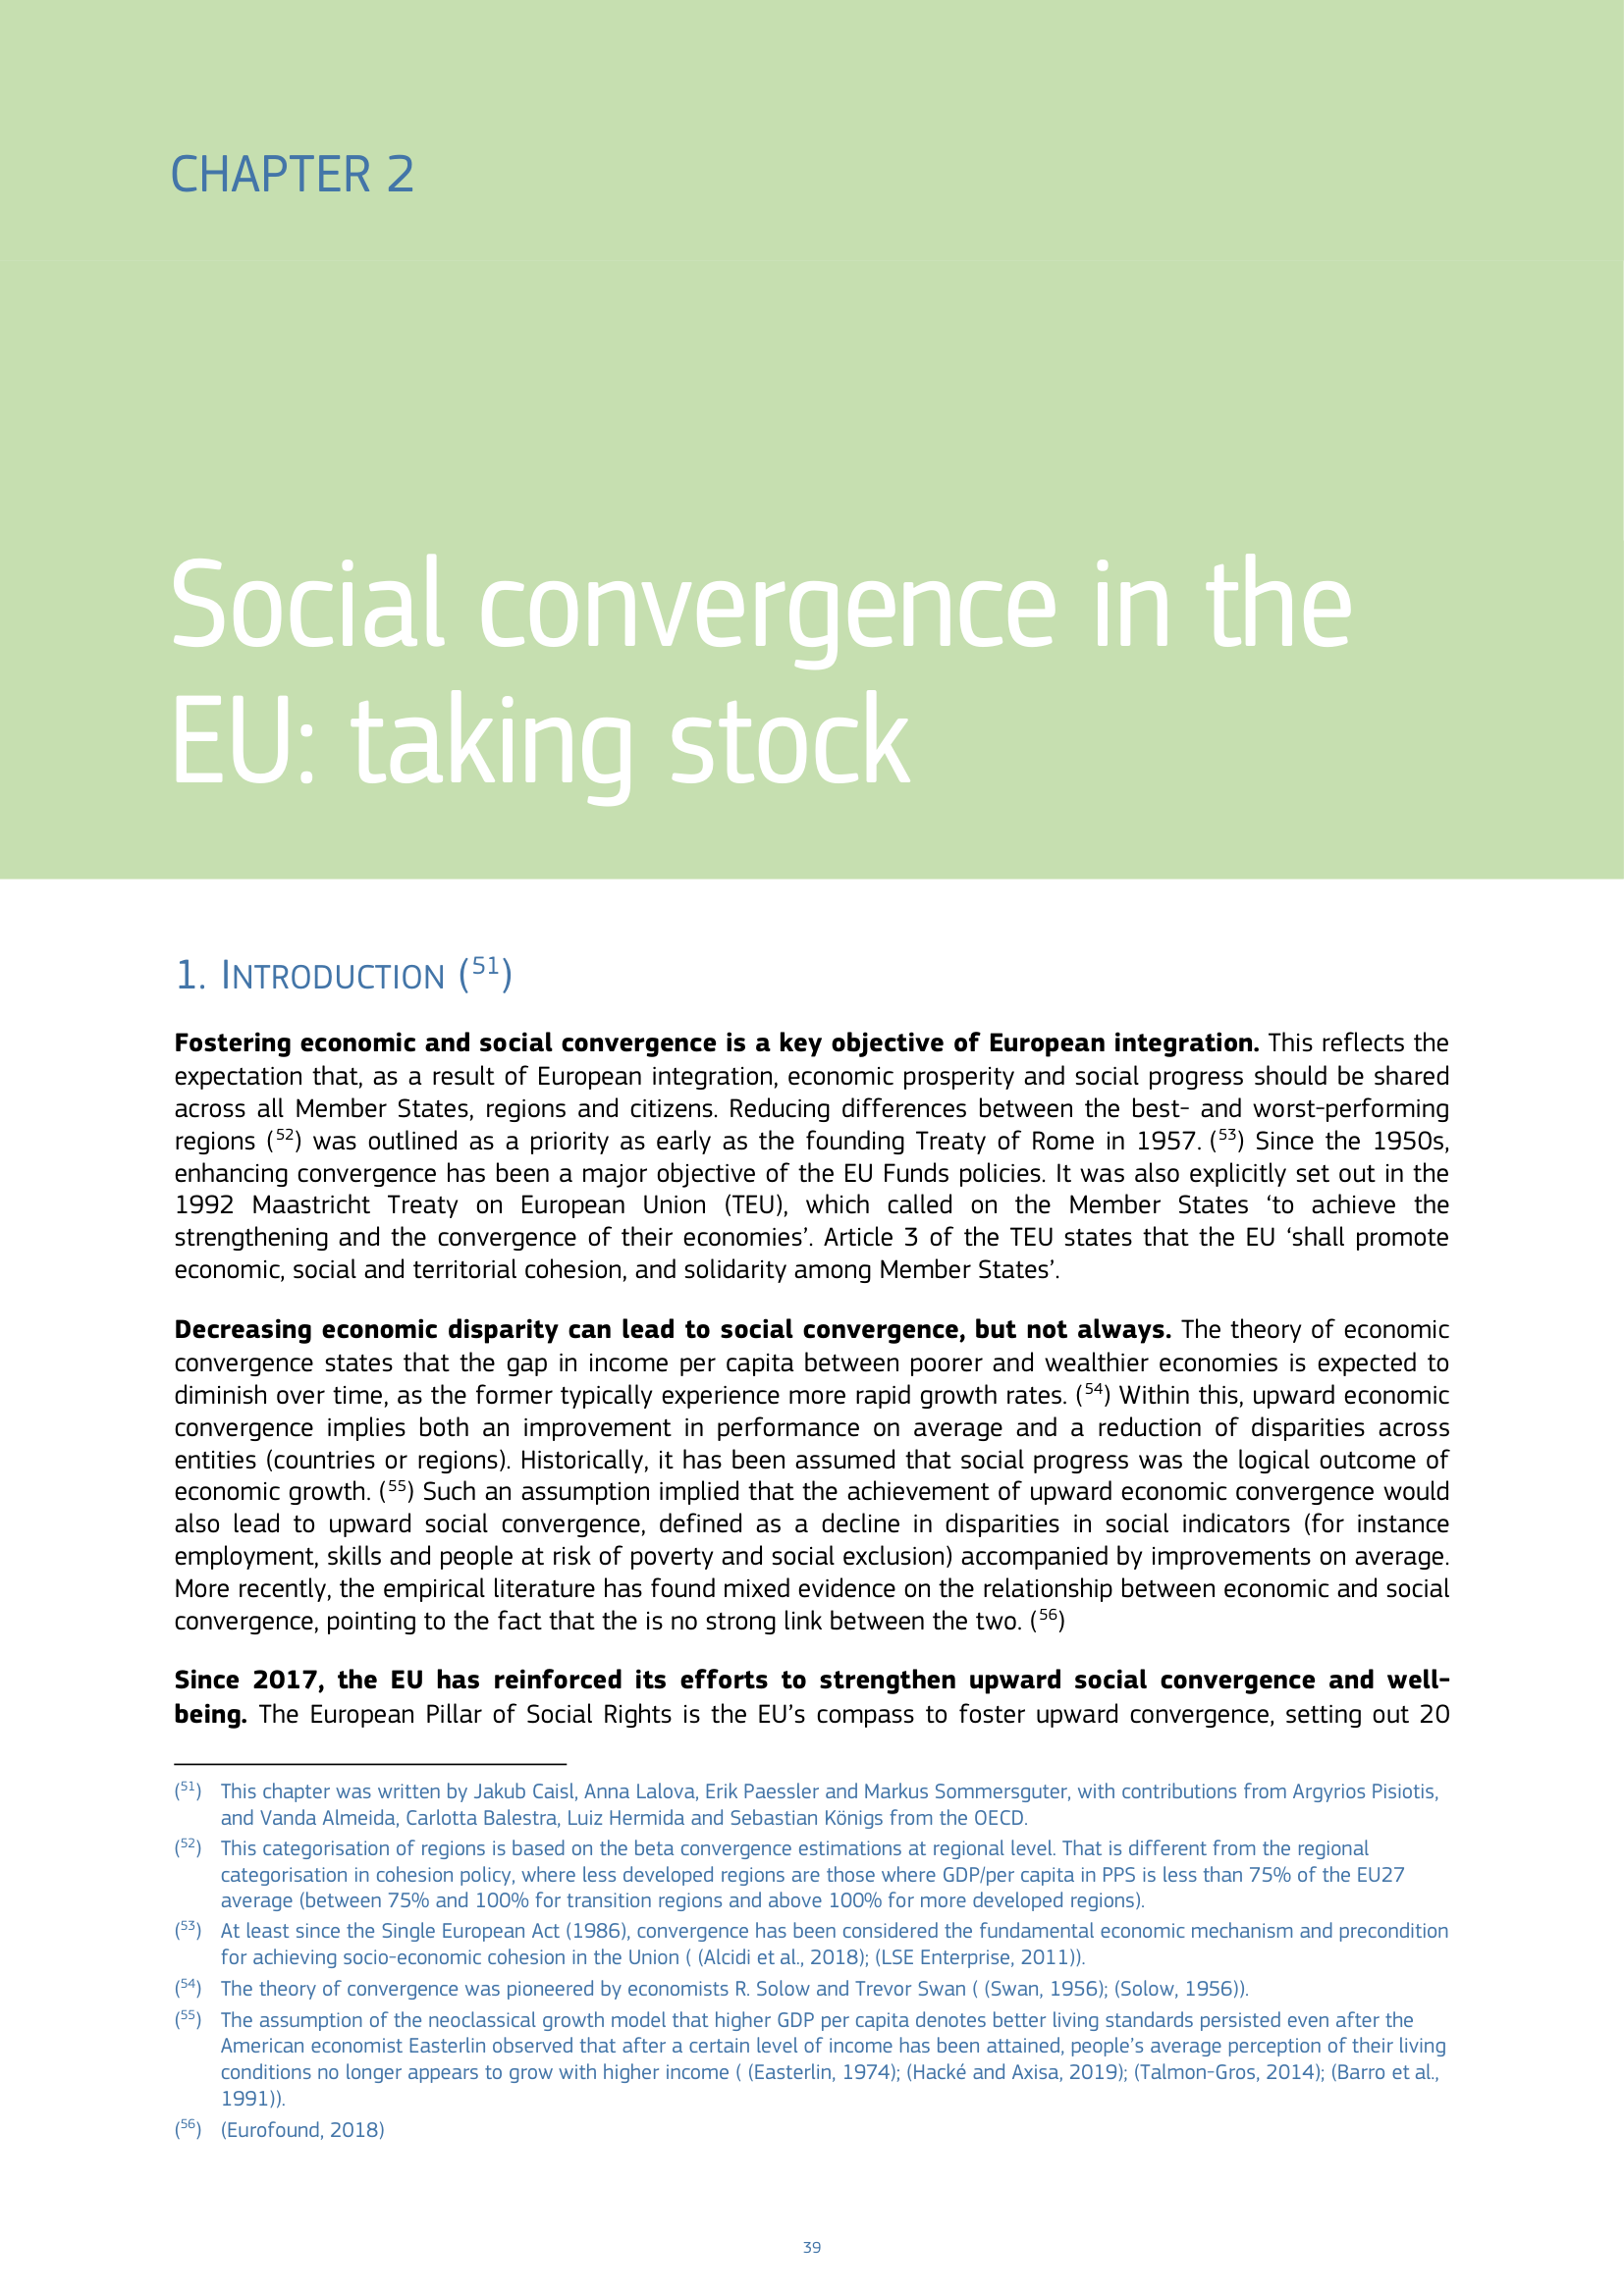 CHAPTER 2
Social convergence in the
EU: taking stock
1. INTRODUCTION (51)
Fostering economic and social convergence is a key objective of European integration. This reflects the
expectation that, as a result of European integration, economic prosperity and social progress should be shared
across all Member States, regions and citizens. Reducing differences between the best- and worst-performing
regions (52) was outlined as a priority as early as the founding Treaty of Rome in 1957. (53) Since the 1950s,
enhancing convergence has been a major objective of the EU Funds policies. It was also explicitly set out in the
1992 Maastricht Treaty on European Union (TEU), which called on the Member States ‘to achieve the
strengthening and the convergence of their economies’. Article 3 of the TEU states that the EU ‘shall promote
economic, social and territorial cohesion, and solidarity among Member States’.
Decreasing economic disparity can lead to social convergence, but not always. The theory of economic
convergence states that the gap in income per capita between poorer and wealthier economies is expected to
diminish over time, as the former typically experience more rapid growth rates. (54) Within this, upward economic
convergence implies both an improvement in performance on average and a reduction of disparities across
entities (countries or regions). Historically, it has been assumed that social progress was the logical outcome of
economic growth. (55) Such an assumption implied that the achievement of upward economic convergence would
also lead to upward social convergence, defined as a decline in disparities in social indicators (for instance
employment, skills and people at risk of poverty and social exclusion) accompanied by improvements on average.
More recently, the empirical literature has found mixed evidence on the relationship between economic and social
convergence, pointing to the fact that the is no strong link between the two. (56)
Since 2017, the EU has reinforced its efforts to strengthen upward social convergence and well-
being. The European Pillar of Social Rights is the EU’s compass to foster upward convergence, setting out 20
(51) This chapter was written by Jakub Caisl, Anna Lalova, Erik Paessler and Markus Sommersguter, with contributions from Argyrios Pisiotis,
and Vanda Almeida, Carlotta Balestra, Luiz Hermida and Sebastian Königs from the OECD.
(52) This categorisation of regions is based on the beta convergence estimations at regional level. That is different from the regional
categorisation in cohesion policy, where less developed regions are those where GDP/per capita in PPS is less than 75% of the EU27
average (between 75% and 100% for transition regions and above 100% for more developed regions).
(53) At least since the Single European Act (1986), convergence has been considered the fundamental economic mechanism and precondition
for achieving socio-economic cohesion in the Union ( (Alcidi et al., 2018); (LSE Enterprise, 2011)).
(54) The theory of convergence was pioneered by economists R. Solow and Trevor Swan ( (Swan, 1956); (Solow, 1956)).
(55) The assumption of the neoclassical growth model that higher GDP per capita denotes better living standards persisted even after the
American economist Easterlin observed that after a certain level of income has been attained, people’s average perception of their living
conditions no longer appears to grow with higher income ( (Easterlin, 1974); (Hacké and Axisa, 2019); (Talmon-Gros, 2014); (Barro et al.,
1991)).
(56) (Eurofound, 2018)
39